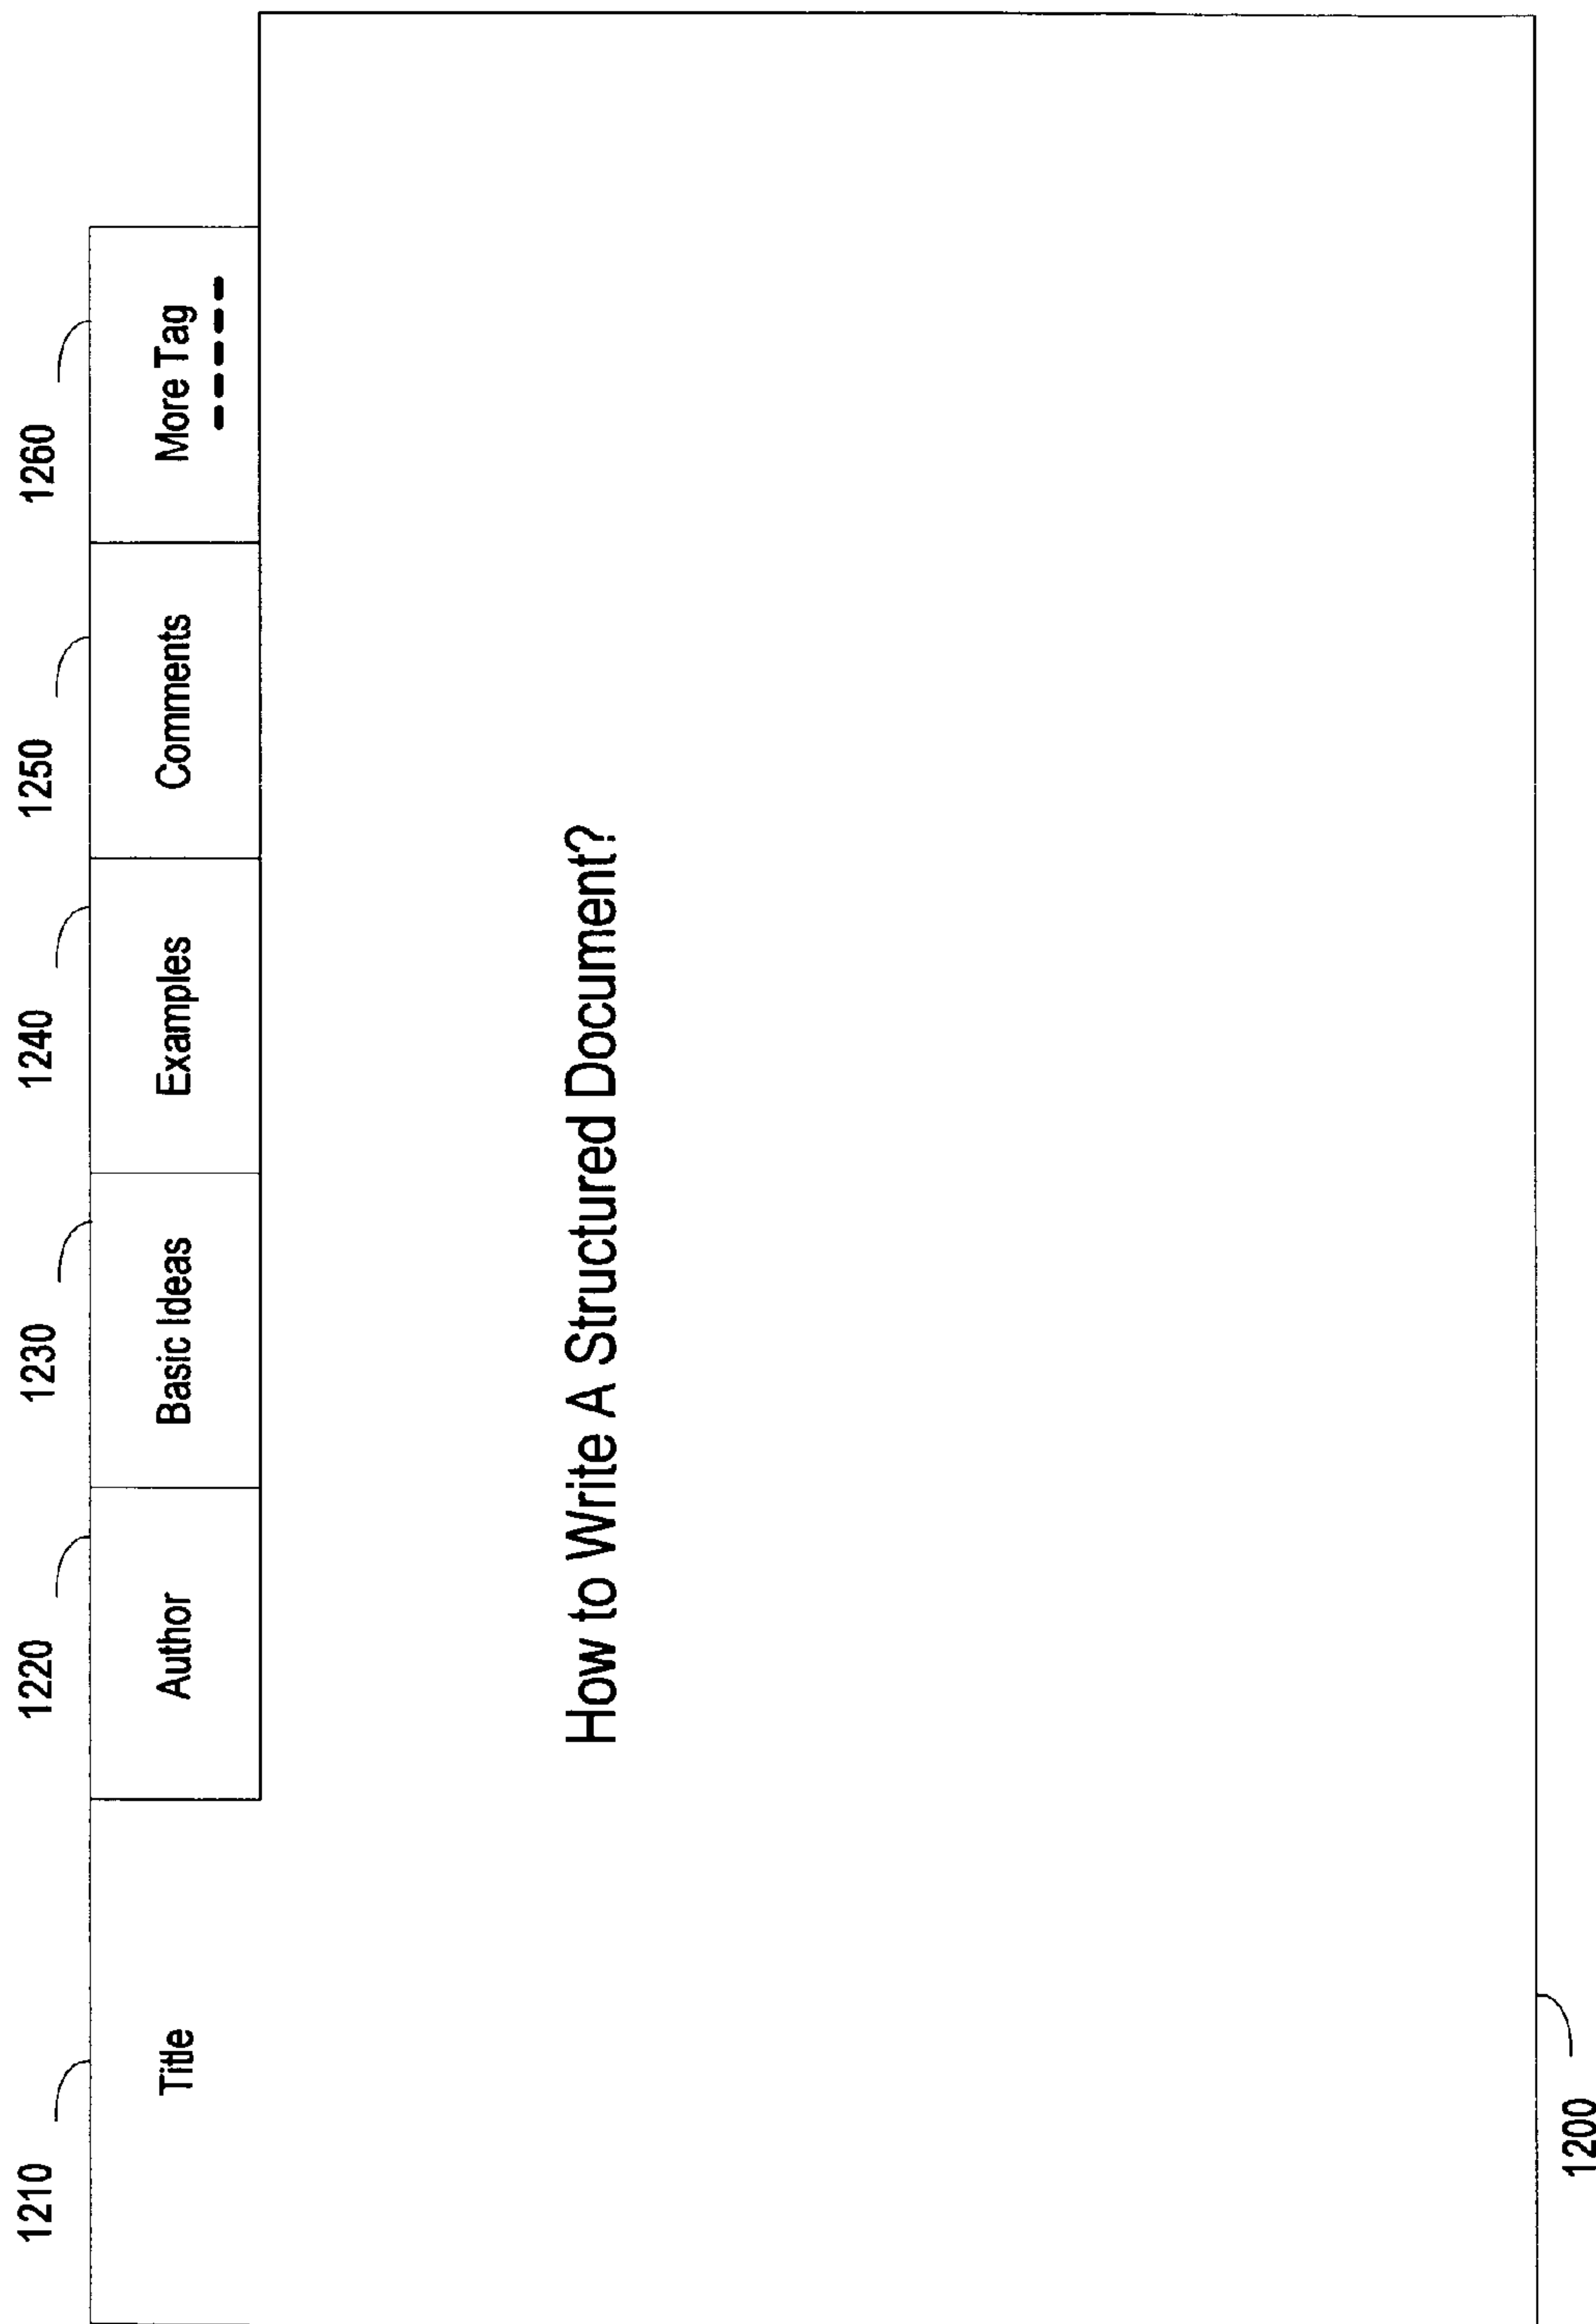 1210
1220
1230
1240
1250
1260
Title
Author
Basic Ideas
Examples
Comments
More Tag
How to Write A Structured Document?
1200